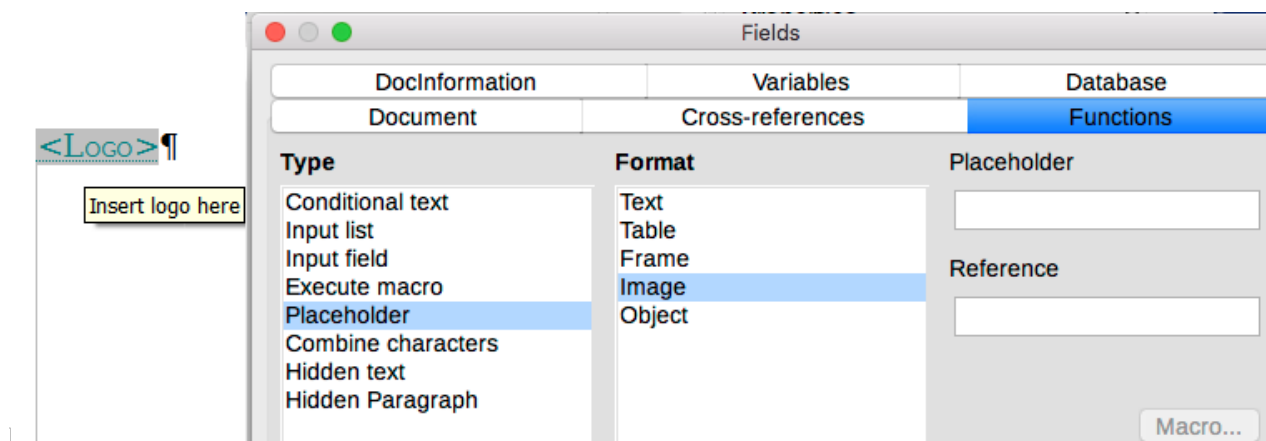 Fields
DocInformation Variables Database
Document Cross-references Functions
<Logo>¶
Insert logo here
Type
Conditional text
Input list
Input field
Execute macro
Placeholder
Combine characters
Hidden text
Hidden Paragraph
Format
Text
Table
Frame
Image
Object
Placeholder
Reference
Macro...